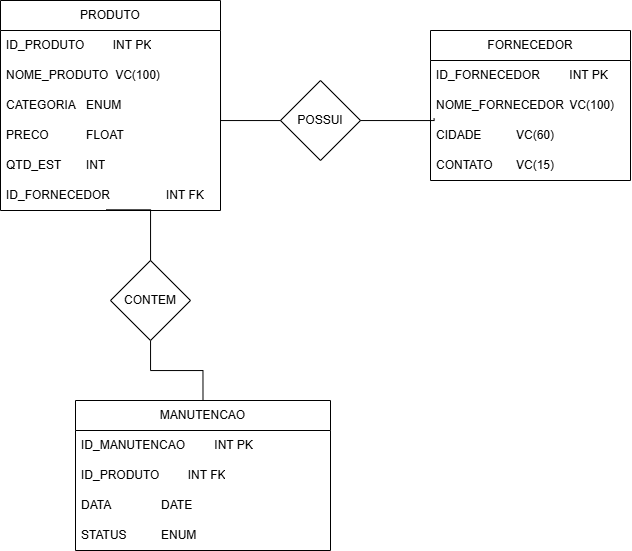 PRODUTO
ID_PRODUTO INT PK
NOME_PRODUTO VC(100)
CATEGORIA ENUM
PRECO FLOAT
QTD_EST INT
ID_FORNECEDOR INT FK
POSSUI
FORNECEDOR
ID_FORNECEDOR INT PK
NOME_FORNECEDOR VC(100)
CIDADE VC(60)
CONTATO VC(15)
CONTEM
MANUTENCAO
ID_MANUTENCAO INT PK
ID_PRODUTO INT FK
DATA DATE
STATUS ENUM